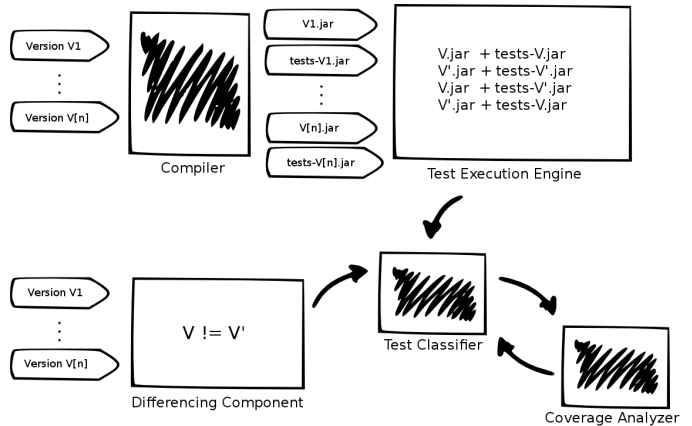 Version V1
Version V[n]
Compiler
V1.jar
tests-V1.jar
V[n].jar
tests-V[n].jar
V.jar + tests-V.jar
V'.jar + tests-V'.jar
V.jar + tests-V'.jar
V'.jar + tests-V.jar
Test Execution Engine
Version V1
Version V[n]
V != V'
Differencing Component
Test Classifier
Coverage Analyzer